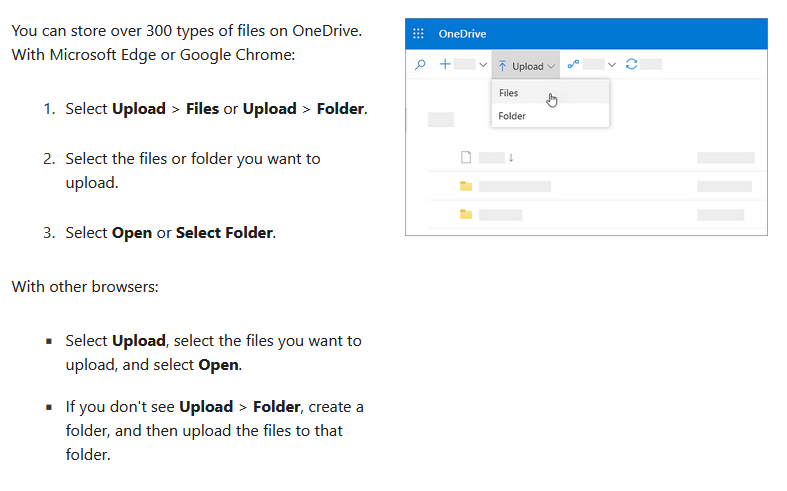 You can store over 300 types of files on OneDrive.
With Microsoft Edge or Google Chrome:
1. Select Upload > Files or Upload > Folder.
2. Select the files or folder you want to
upload.
3. Select Open or Select Folder.
With other browsers:
▪ Select Upload, select the files you want to
upload, and select Open.
▪ If you don't see Upload > Folder, create a
folder, and then upload the files to that
folder.
OneDrive
Upload
Files
Folder